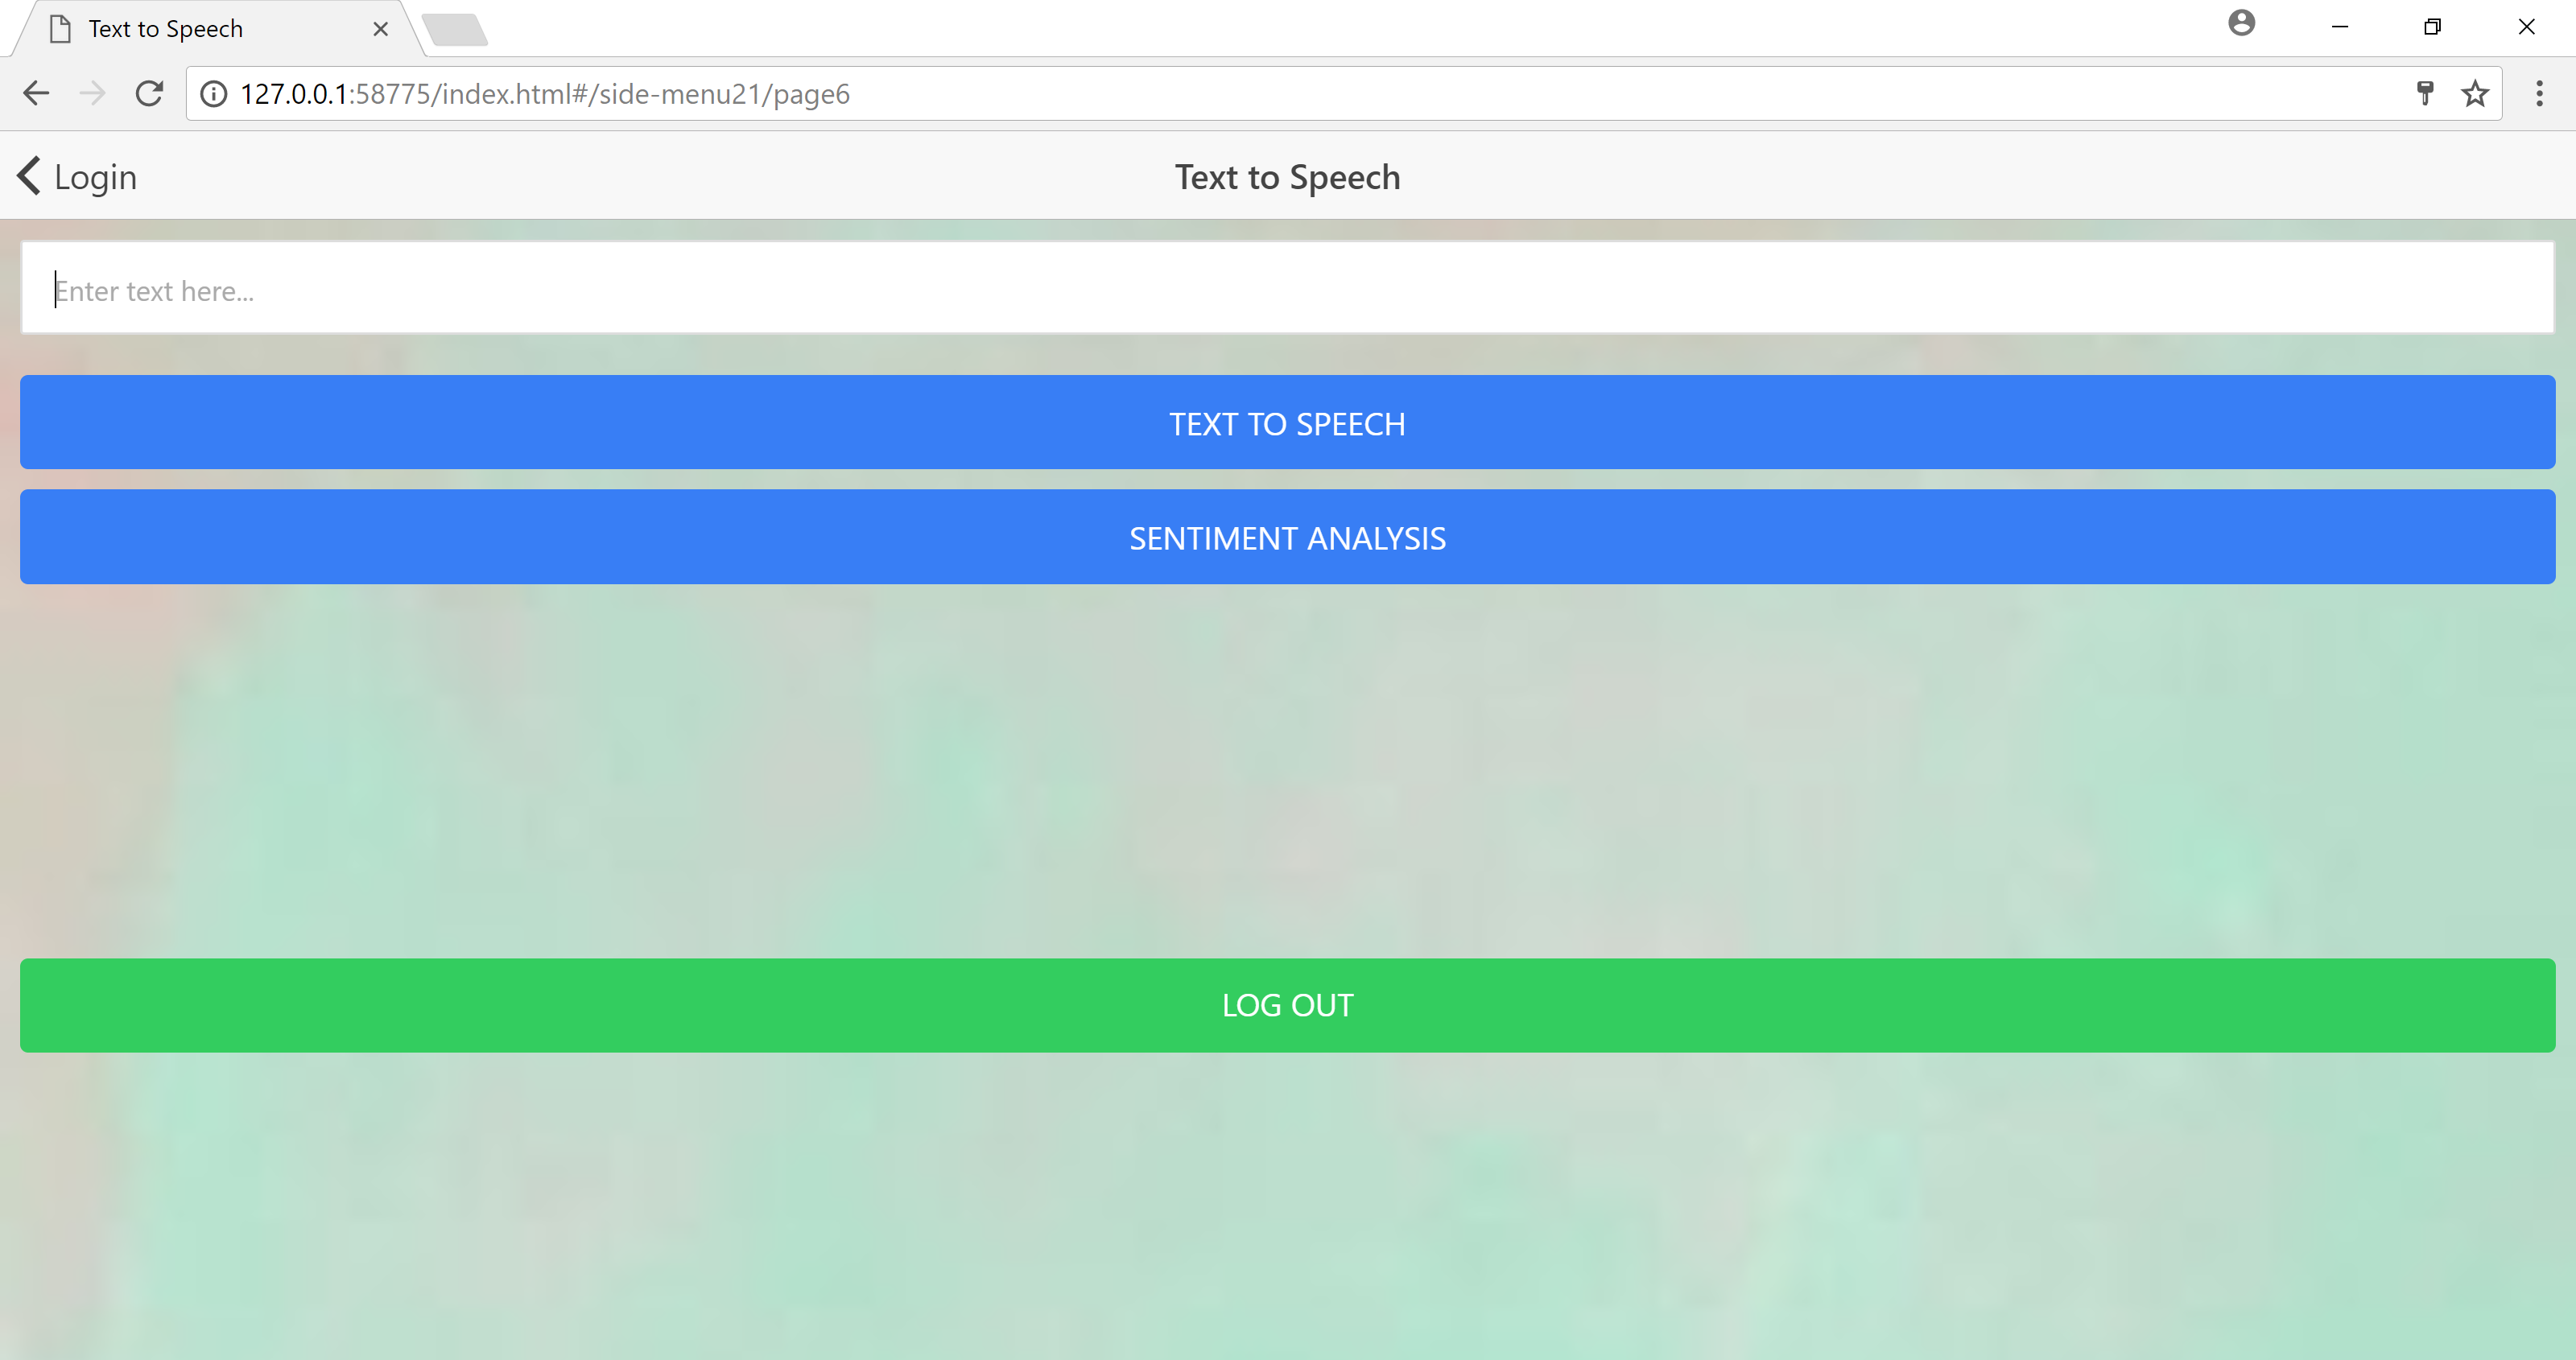 Text to Speech
127.0.0.1:58775/index.html#/side-menu21/page6
Login
Text to Speech
Enter text here...
TEXT TO SPEECH
SENTIMENT ANALYSIS
LOG OUT